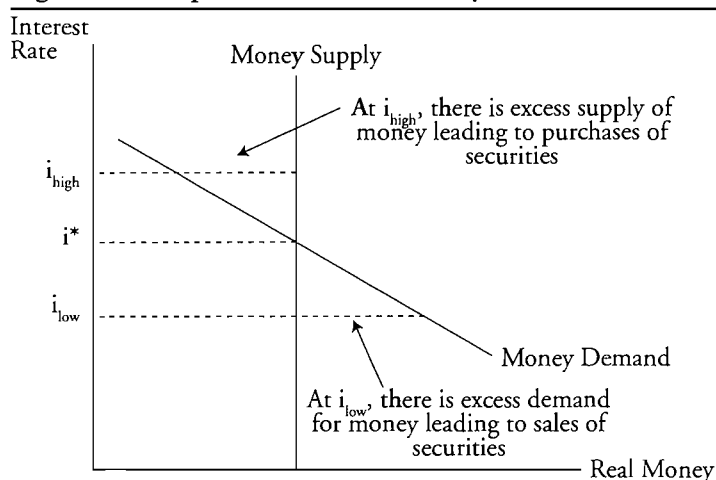 Interest
Rate
Money Supply
At i_high, there is excess supply of
money leading to purchases of
securities
i_high
i*
i_low
Money Demand
At i_low, there is excess demand
for money leading to sales of
securities
Real Money